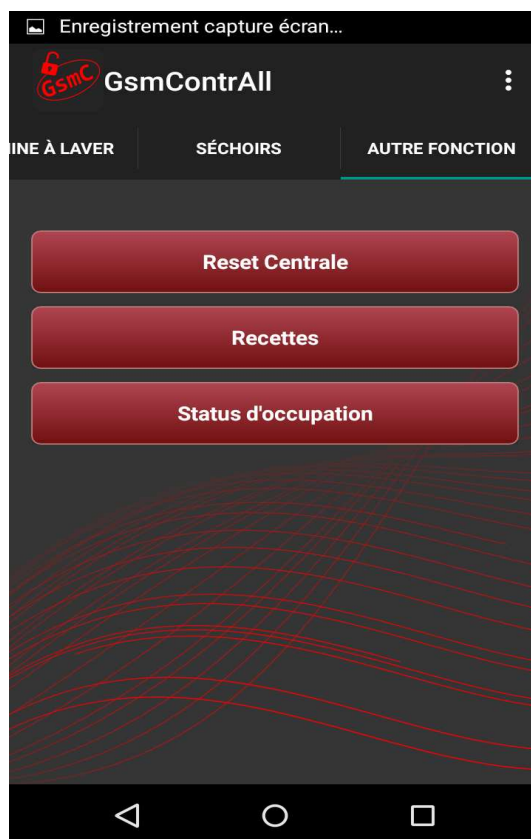 Enregistrement capture écran...
GsmC GsmContrAll
INE À LAVER SÉCHOIRS AUTRE FONCTION
Reset Centrale
Recettes
Status d'occupation